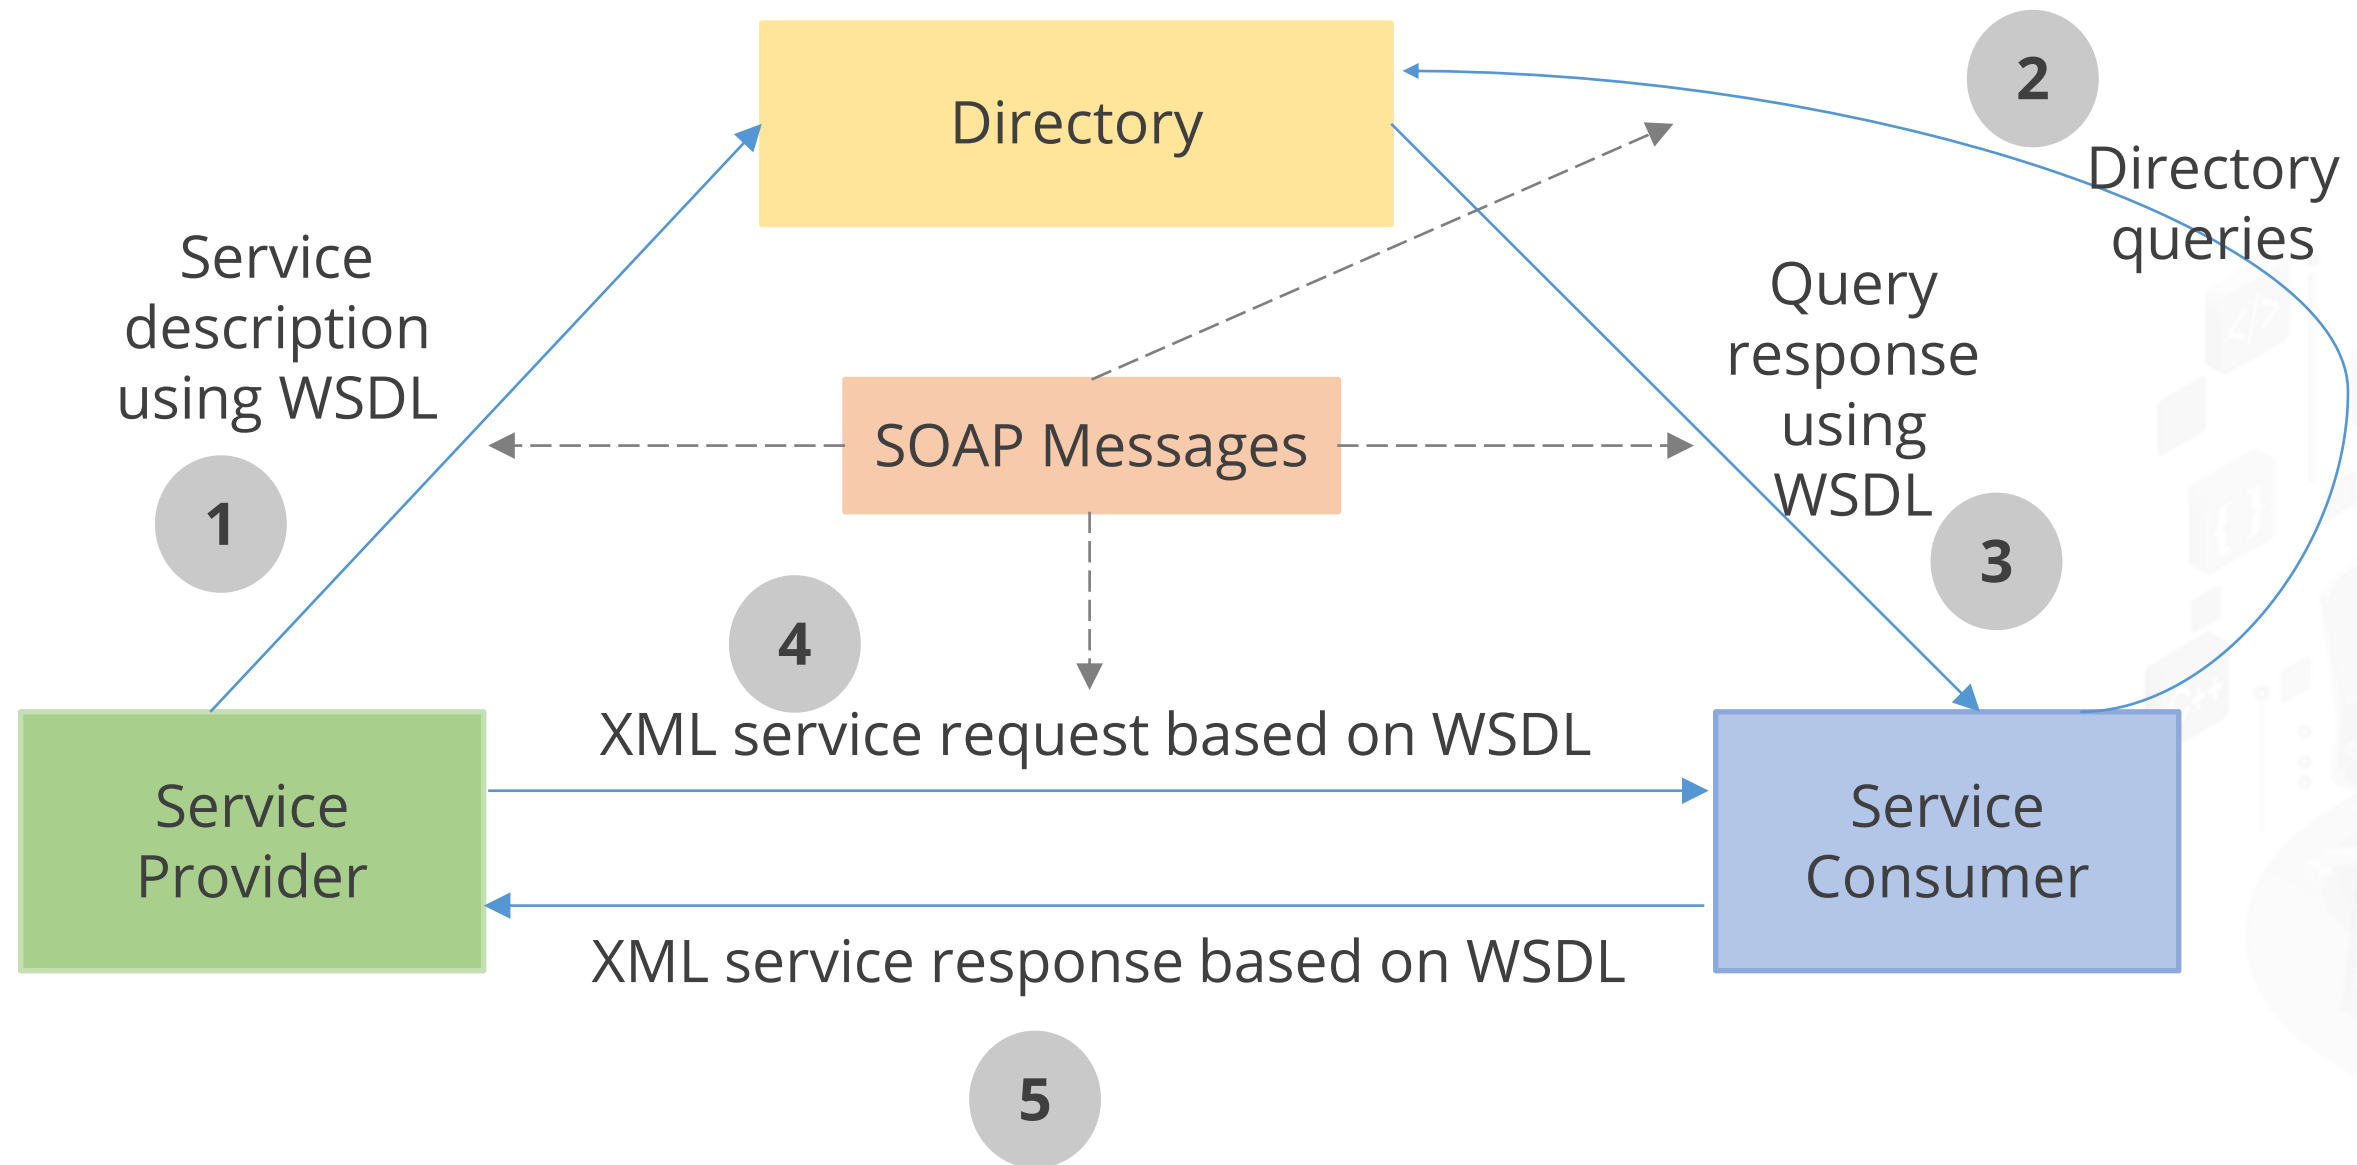 Directory
2
Directory
queries
Service
description
using WSDL
1
Query
response
using
WSDL
3
SOAP Messages
4
XML service request based on WSDL
Service
Provider
Service
Consumer
XML service response based on WSDL
5